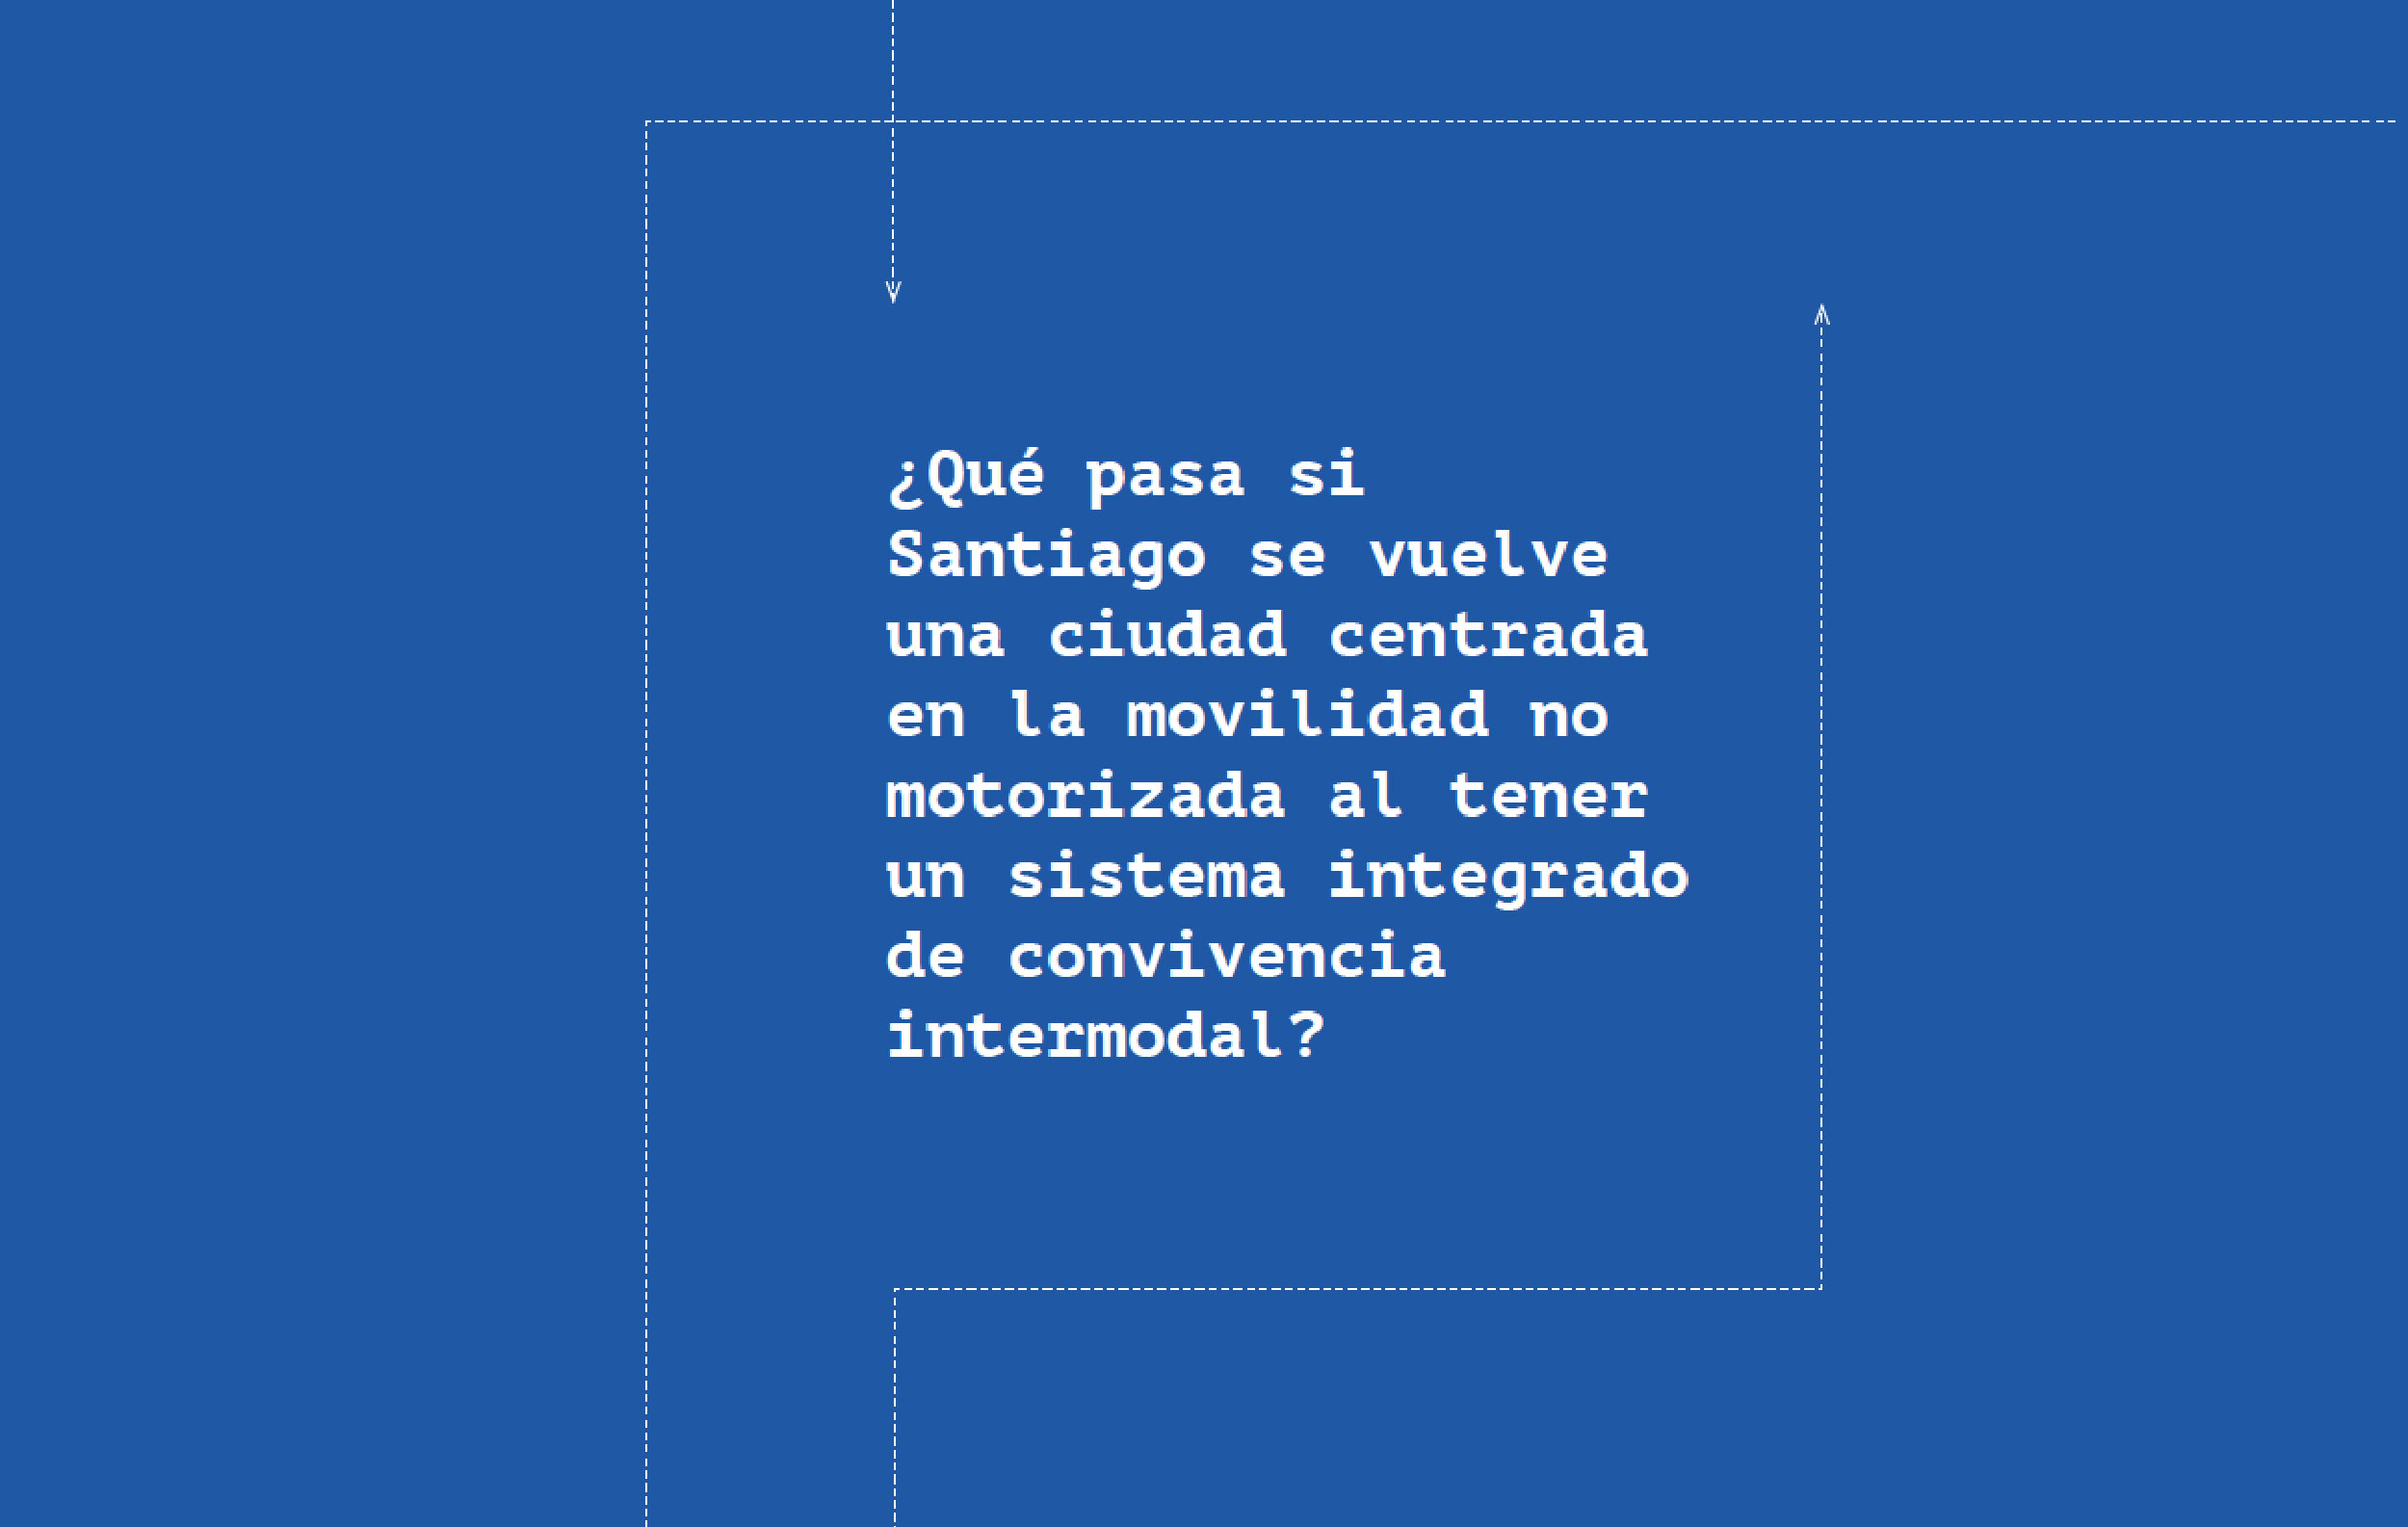 ¿Qué pasa si
Santiago se vuelve
una ciudad centrada
en la movilidad no
motorizada al tener
un sistema integrado
de convivencia
intermodal?